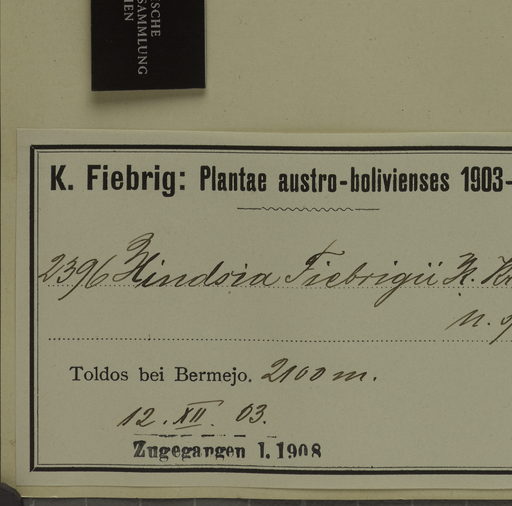 SCHE
SAMMLUNG
IEN
K. Fiebrig: Plantae austro-bolivienses 1903-
2396 Hindsia Fiebrigii K. K
n.
Toldos bei Bermejo. 2100 m.
12. XII. 03.
Zugegangen 1. 1908